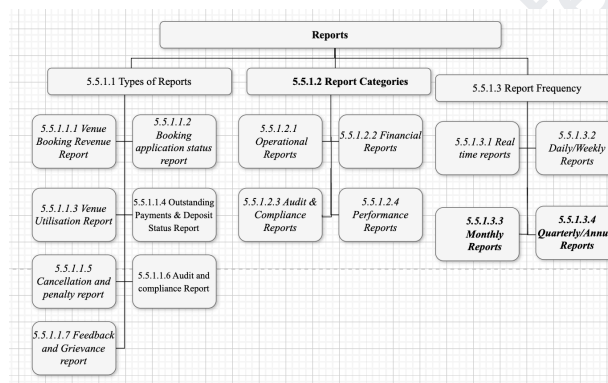 Reports
5.5.1.1 Types of Reports
5.5.1.2 Report Categories
5.5.1.3 Report Frequency
5.5.1.1.1 Venue
Booking Revenue
Report
5.5.1.1.2
Booking
application status
report
5.5.1.1.3 Venue
Utilisation Report
5.5.1.1.4 Outstanding
Payments & Deposit
Status Report
5.5.1.1.5
Cancellation and
penalty report
5.5.1.1.6 Audit and
compliance Report
5.5.1.1.7 Feedback
and Grievance
report
5.5.1.2.1
Operational
Reports
5.5.1.2.2 Financial
Reports
5.5.1.2.3 Audit &
Compliance
Reports
5.5.1.2.4
Performance
Reports
5.5.1.3.1 Real
time reports
5.5.1.3.2
Daily/Weekly
Reports
5.5.1.3.3
Monthly
Reports
5.5.1.3.4
Quarterly/Annu
Reports